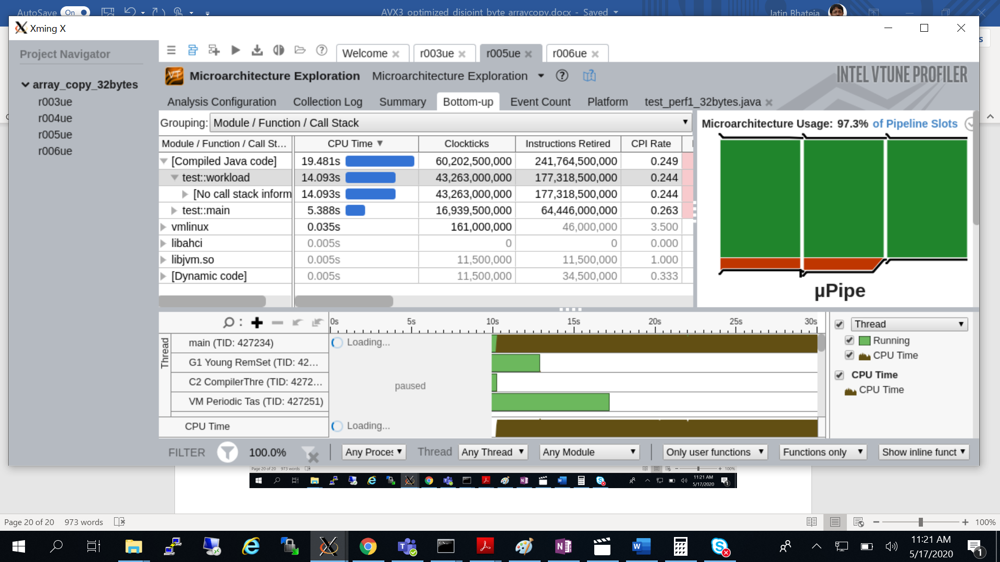 AutoSave On
AVX3_optimized_disjoint_byte_arraycopy.docx - Saved
Jatin Bhateja
Xming X
Project Navigator
array_copy_32bytes
r003ue
r004ue
r005ue
r006ue
Welcome
r003ue
r005ue
r006ue
Microarchitecture Exploration Microarchitecture Exploration
INTEL VTUNE PROFILER
Analysis Configuration Collection Log Summary Bottom-up Event Count Platform test_perf1_32bytes.java
Grouping: Module / Function / Call Stack
Module / Function / Call St... CPU Time Clockticks Instructions Retired CPI Rate
[Compiled Java code] 19.481s 60,202,500,000 241,764,500,000 0.249
test::workload 14.093s 43,263,000,000 177,318,500,000 0.244
[No call stack inform 14.093s 43,263,000,000 177,318,500,000 0.244
test::main 5.388s 16,939,500,000 64,446,000,000 0.263
vmlinux 0.035s 161,000,000 46,000,000 3.500
libahci 0.005s 0 0 0.000
libjvm.so 0.005s 11,500,000 11,500,000 1.000
[Dynamic code] 0.005s 11,500,000 34,500,000 0.333
Microarchitecture Usage: 97.3% of Pipeline Slots
µPipe
0s 5s 10s 15s 20s 25s 30s
Thread
main (TID: 427234)
G1 Young RemSet (TID: 42...
C2 CompilerThre (TID: 4272...
VM Periodic Tas (TID: 427251)
CPU Time
Loading...
paused
Loading...
Thread
Running
CPU Time
CPU Time
CPU Time
FILTER 100.0% Any Proces Thread Any Thread Any Module Only user functions Functions only Show inline funct
Page 20 of 20 973 words 100%
11:21 AM
5/17/2020
1
Page 20 of 20 973 words 100%
11:21 AM
5/17/2020
1